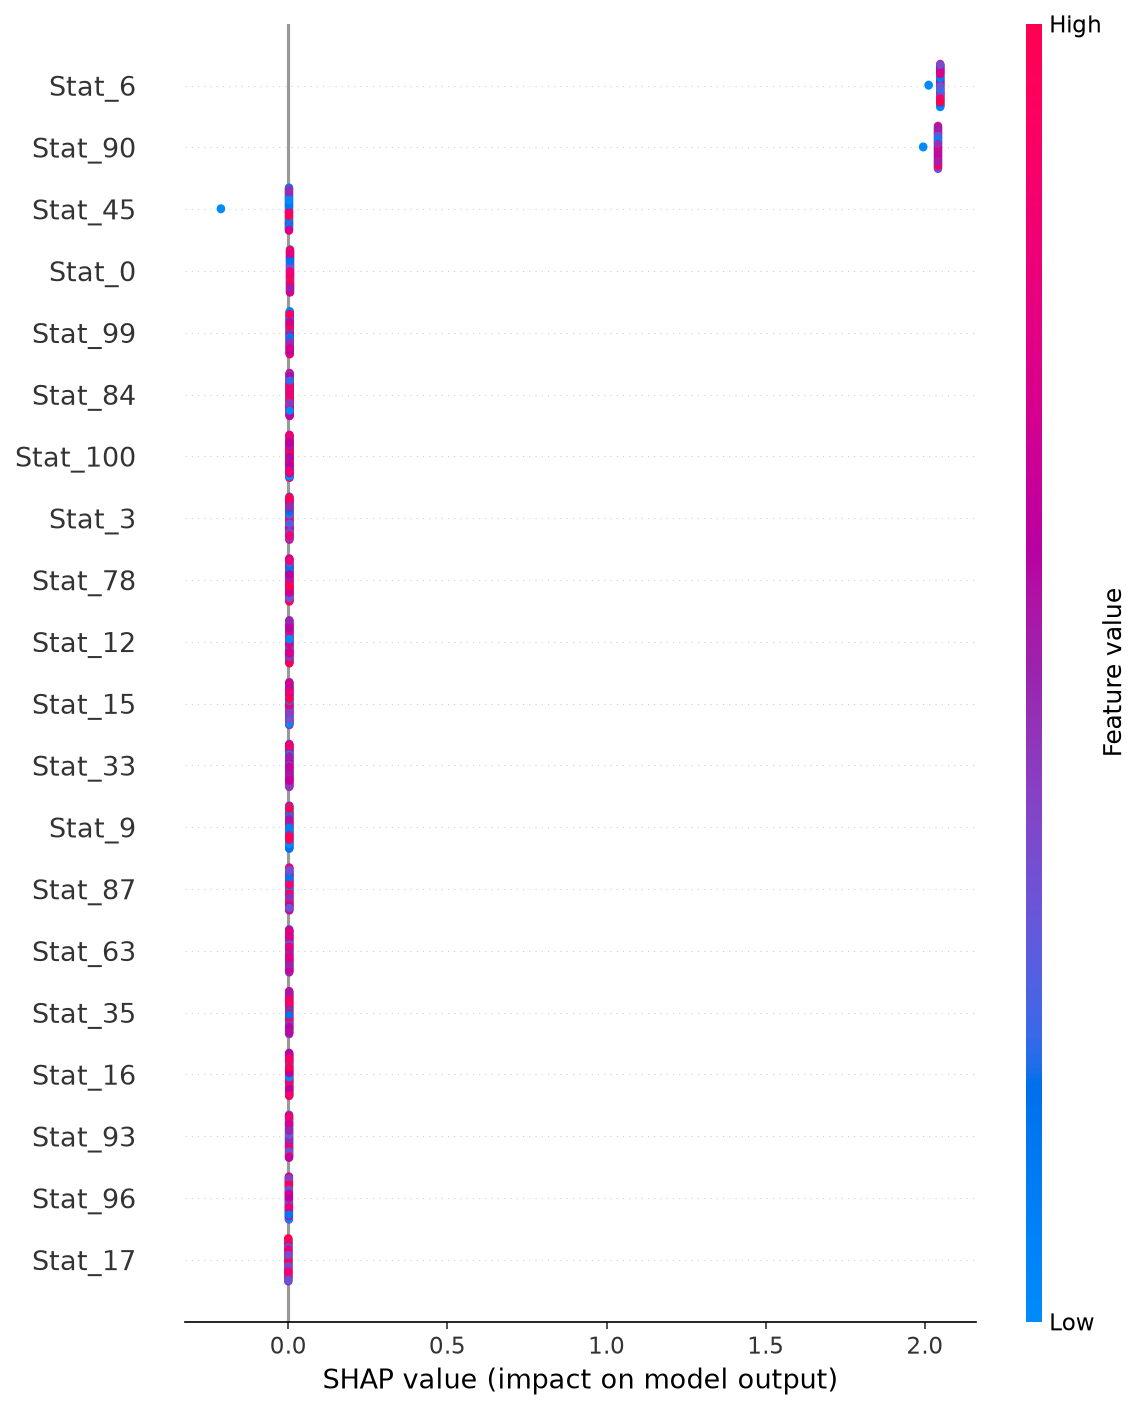 High
Stat_6
Stat_90
Stat_45
Stat_0
Stat_99
Stat_84
Stat_100
Stat_3
Stat_78
Stat_12
Stat_15
Stat_33
Stat_9
Stat_87
Stat_63
Stat_35
Stat_16
Stat_93
Stat_96
Stat_17
Feature value
Low
0.0 0.5 1.0 1.5 2.0
SHAP value (impact on model output)